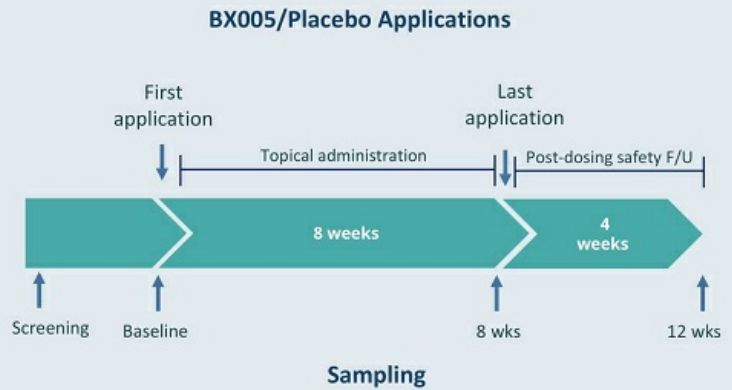 BX005/Placebo Applications
First
application
Last
application
Topical administration
Post-dosing safety F/U
8 weeks
4
weeks
Screening
Baseline
8 wks
12 wks
Sampling